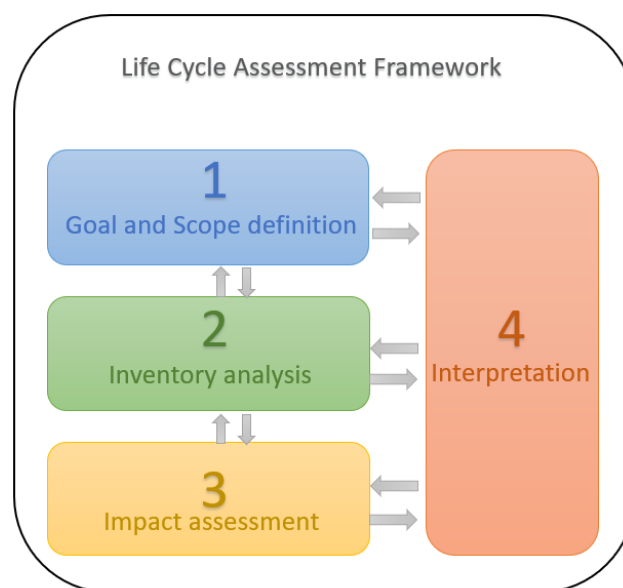 Life Cycle Assessment Framework
1
Goal and Scope definition
2
Inventory analysis
3
Impact assessment
4
Interpretation